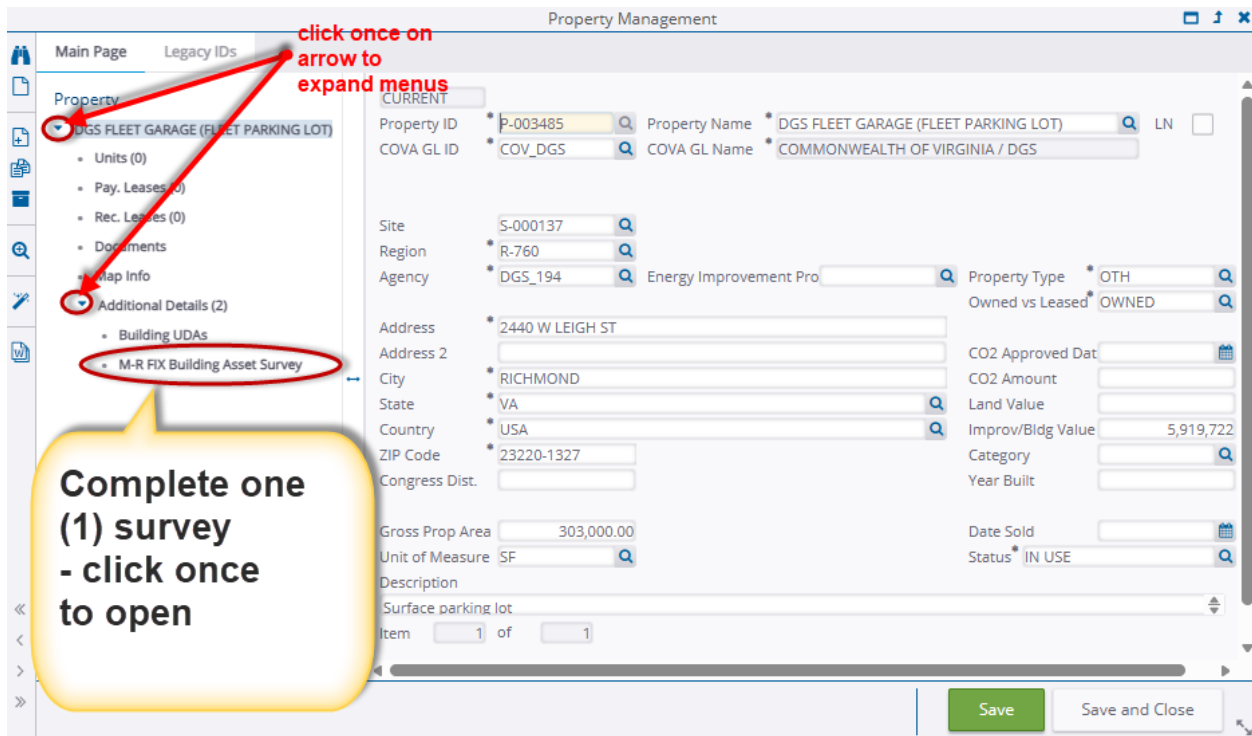 Property Management
click once on
arrow to
expand menus
Main Page Legacy IDs
Property
DGS FLEET GARAGE (FLEET PARKING LOT)
Units (0)
Pay. Leases (0)
Rec. Leases (0)
Documents
Map Info
Additional Details (2)
Building UDAs
M-R FIX Building Asset Survey
Complete one
(1) survey
- click once
to open
CURRENT
Property ID * P-003485 Property Name * DGS FLEET GARAGE (FLEET PARKING LOT) LN
COVA GL ID * COV_DGS COVA GL Name * COMMONWEALTH OF VIRGINIA / DGS
Site S-000137
Region * R-760
Agency * DGS_194 Energy Improvement Pro Property Type * OTH
Owned vs Leased * OWNED
Address * 2440 W LEIGH ST
Address 2 CO2 Approved Dat
City * RICHMOND CO2 Amount
State * VA Land Value
Country * USA Improv/Bldg Value 5,919,722
ZIP Code * 23220-1327 Category
Congress Dist. Year Built
Gross Prop Area 303,000.00 Date Sold
Unit of Measure SF Status * IN USE
Description
Surface parking lot
Item 1 of 1
Save Save and Close